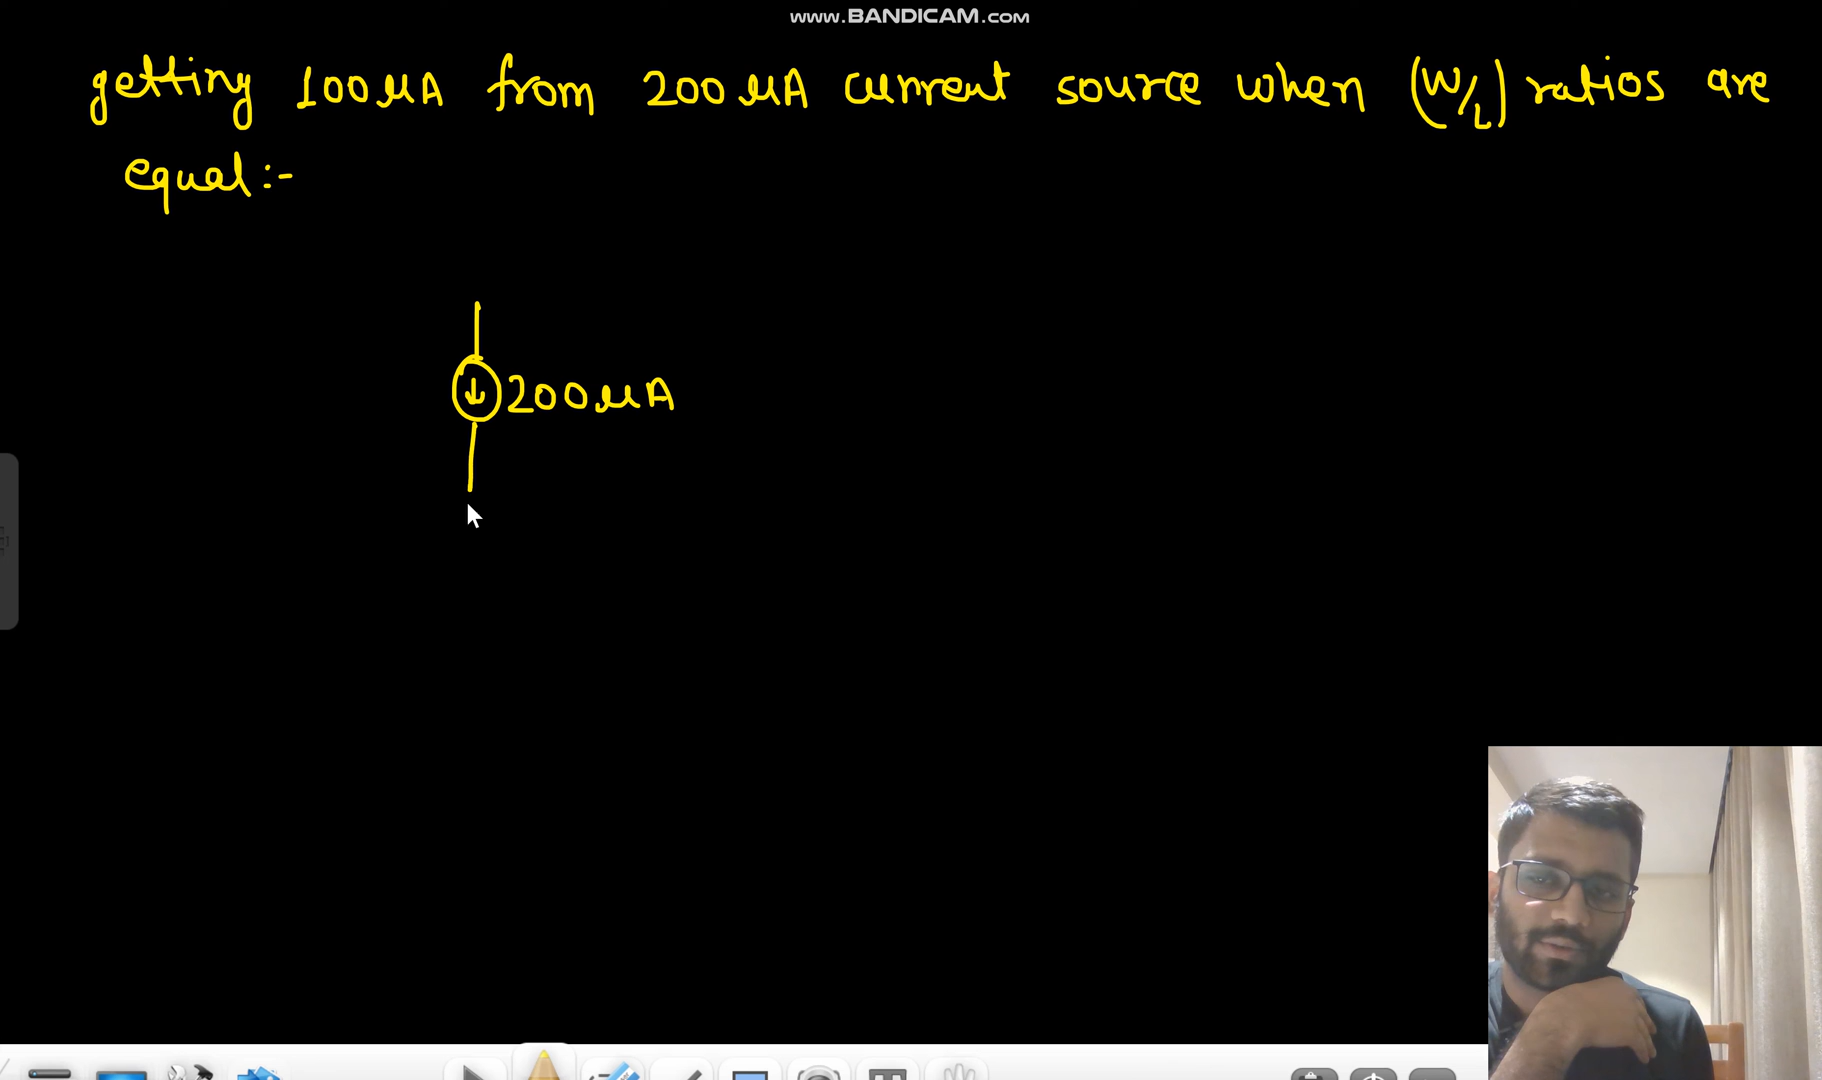 www.BANDICAM.com
getting 100μA from 200μA current source when (W/L) ratios are
equal:-
200μA